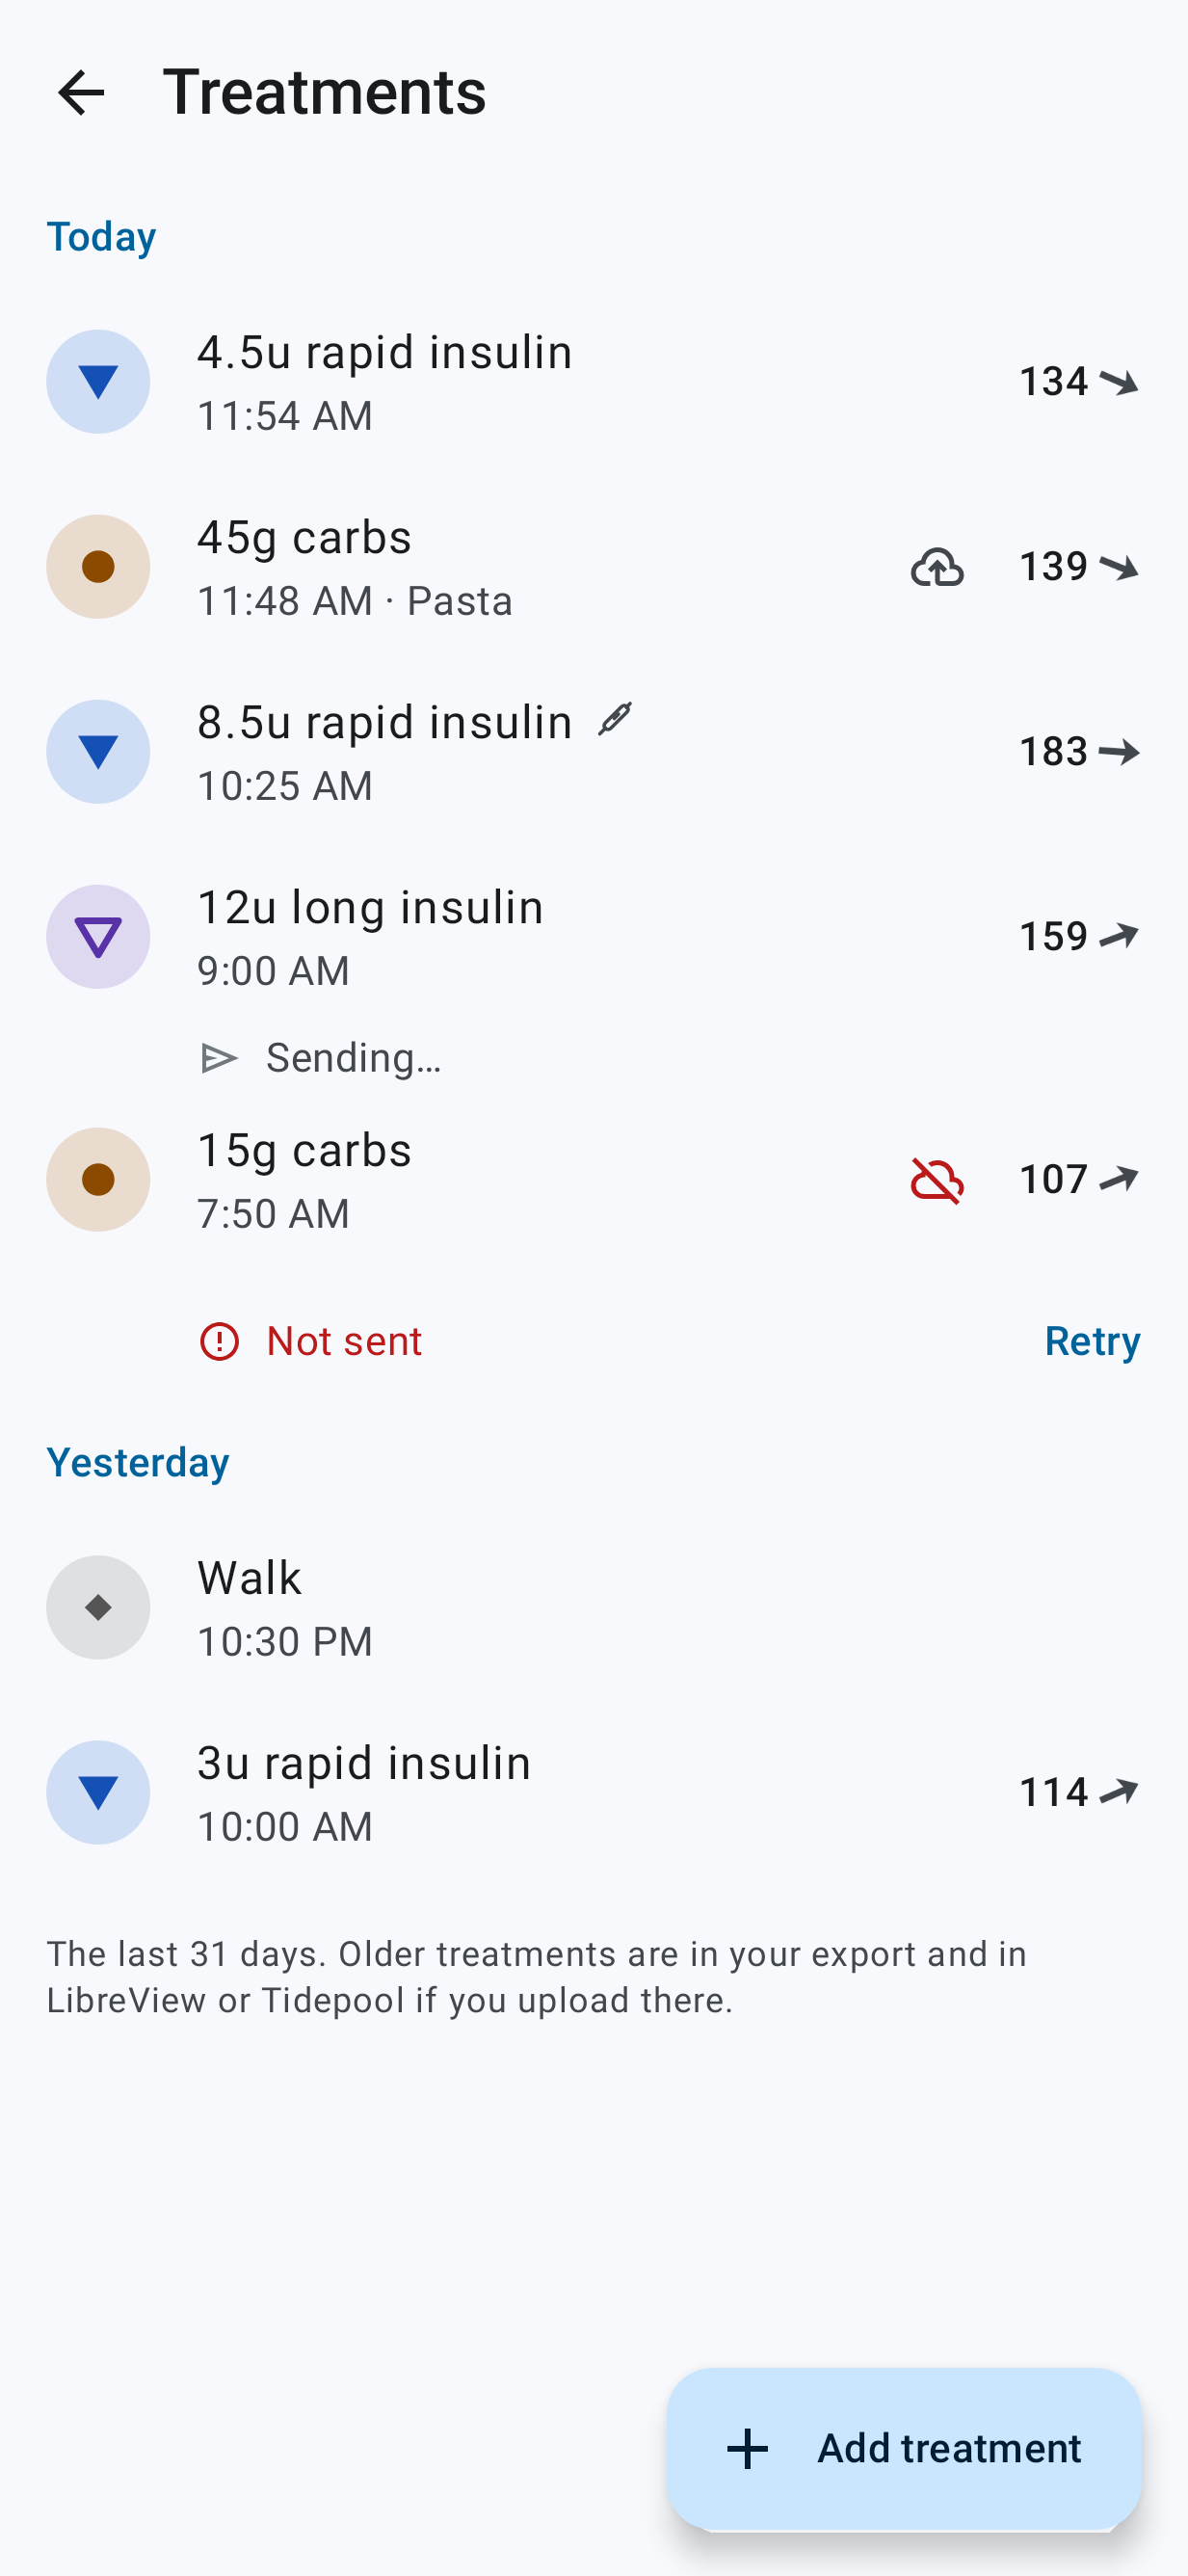 Treatments
Today
4.5u rapid insulin
11:54 AM
134
45g carbs
11:48 AM · Pasta
139
8.5u rapid insulin
10:25 AM
183
12u long insulin
9:00 AM
159
Sending…
15g carbs
7:50 AM
107
Not sent
Retry
Yesterday
Walk
10:30 PM
3u rapid insulin
10:00 AM
114
The last 31 days. Older treatments are in your export and in
LibreView or Tidepool if you upload there.
Add treatment